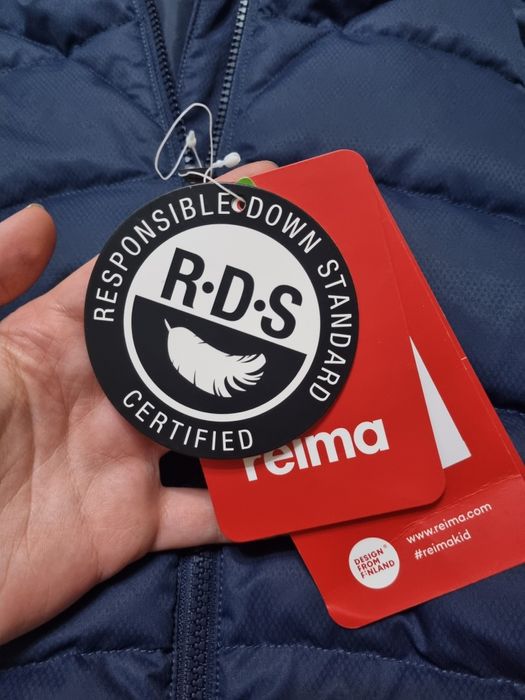 RESPONSIBLE DOWN STANDARD
R·D·S
CERTIFIED
reima
www.reima.com
#reimakid
DESIGN
FROM
FINLAND